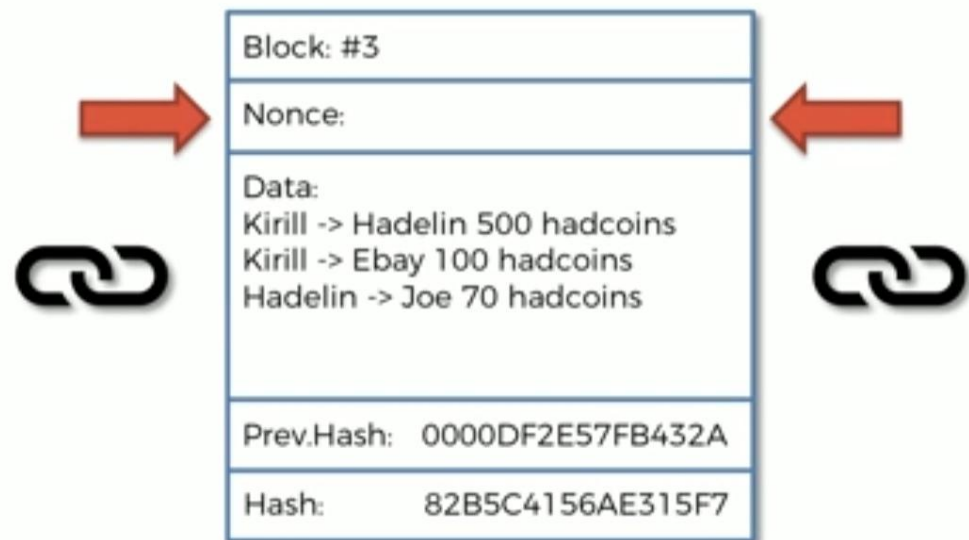 Block: #3
Nonce:
Data:
Kirill -> Hadelin 500 hadcoins
Kirill -> Ebay 100 hadcoins
Hadelin -> Joe 70 hadcoins
Prev.Hash: 0000DF2E57FB432A
Hash: 82B5C4156AE315F7